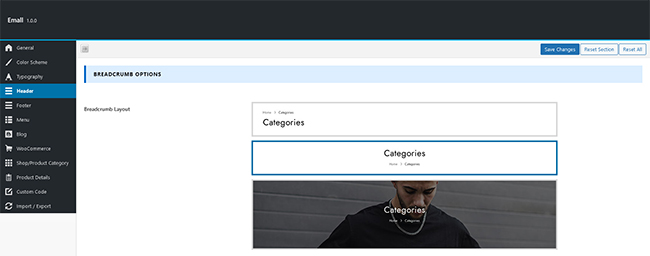 Emall 1.0.0
Save Changes Reset Section Reset All
General
Color Scheme
Typography
Header
Footer
Menu
Blog
WooCommerce
Shop/Product Category
Product Details
Custom Code
Import / Export
BREADCRUMB OPTIONS
Breadcrumb Layout
Home > Categories
Categories
Categories
Home > Categories
Categories
Home > Categories